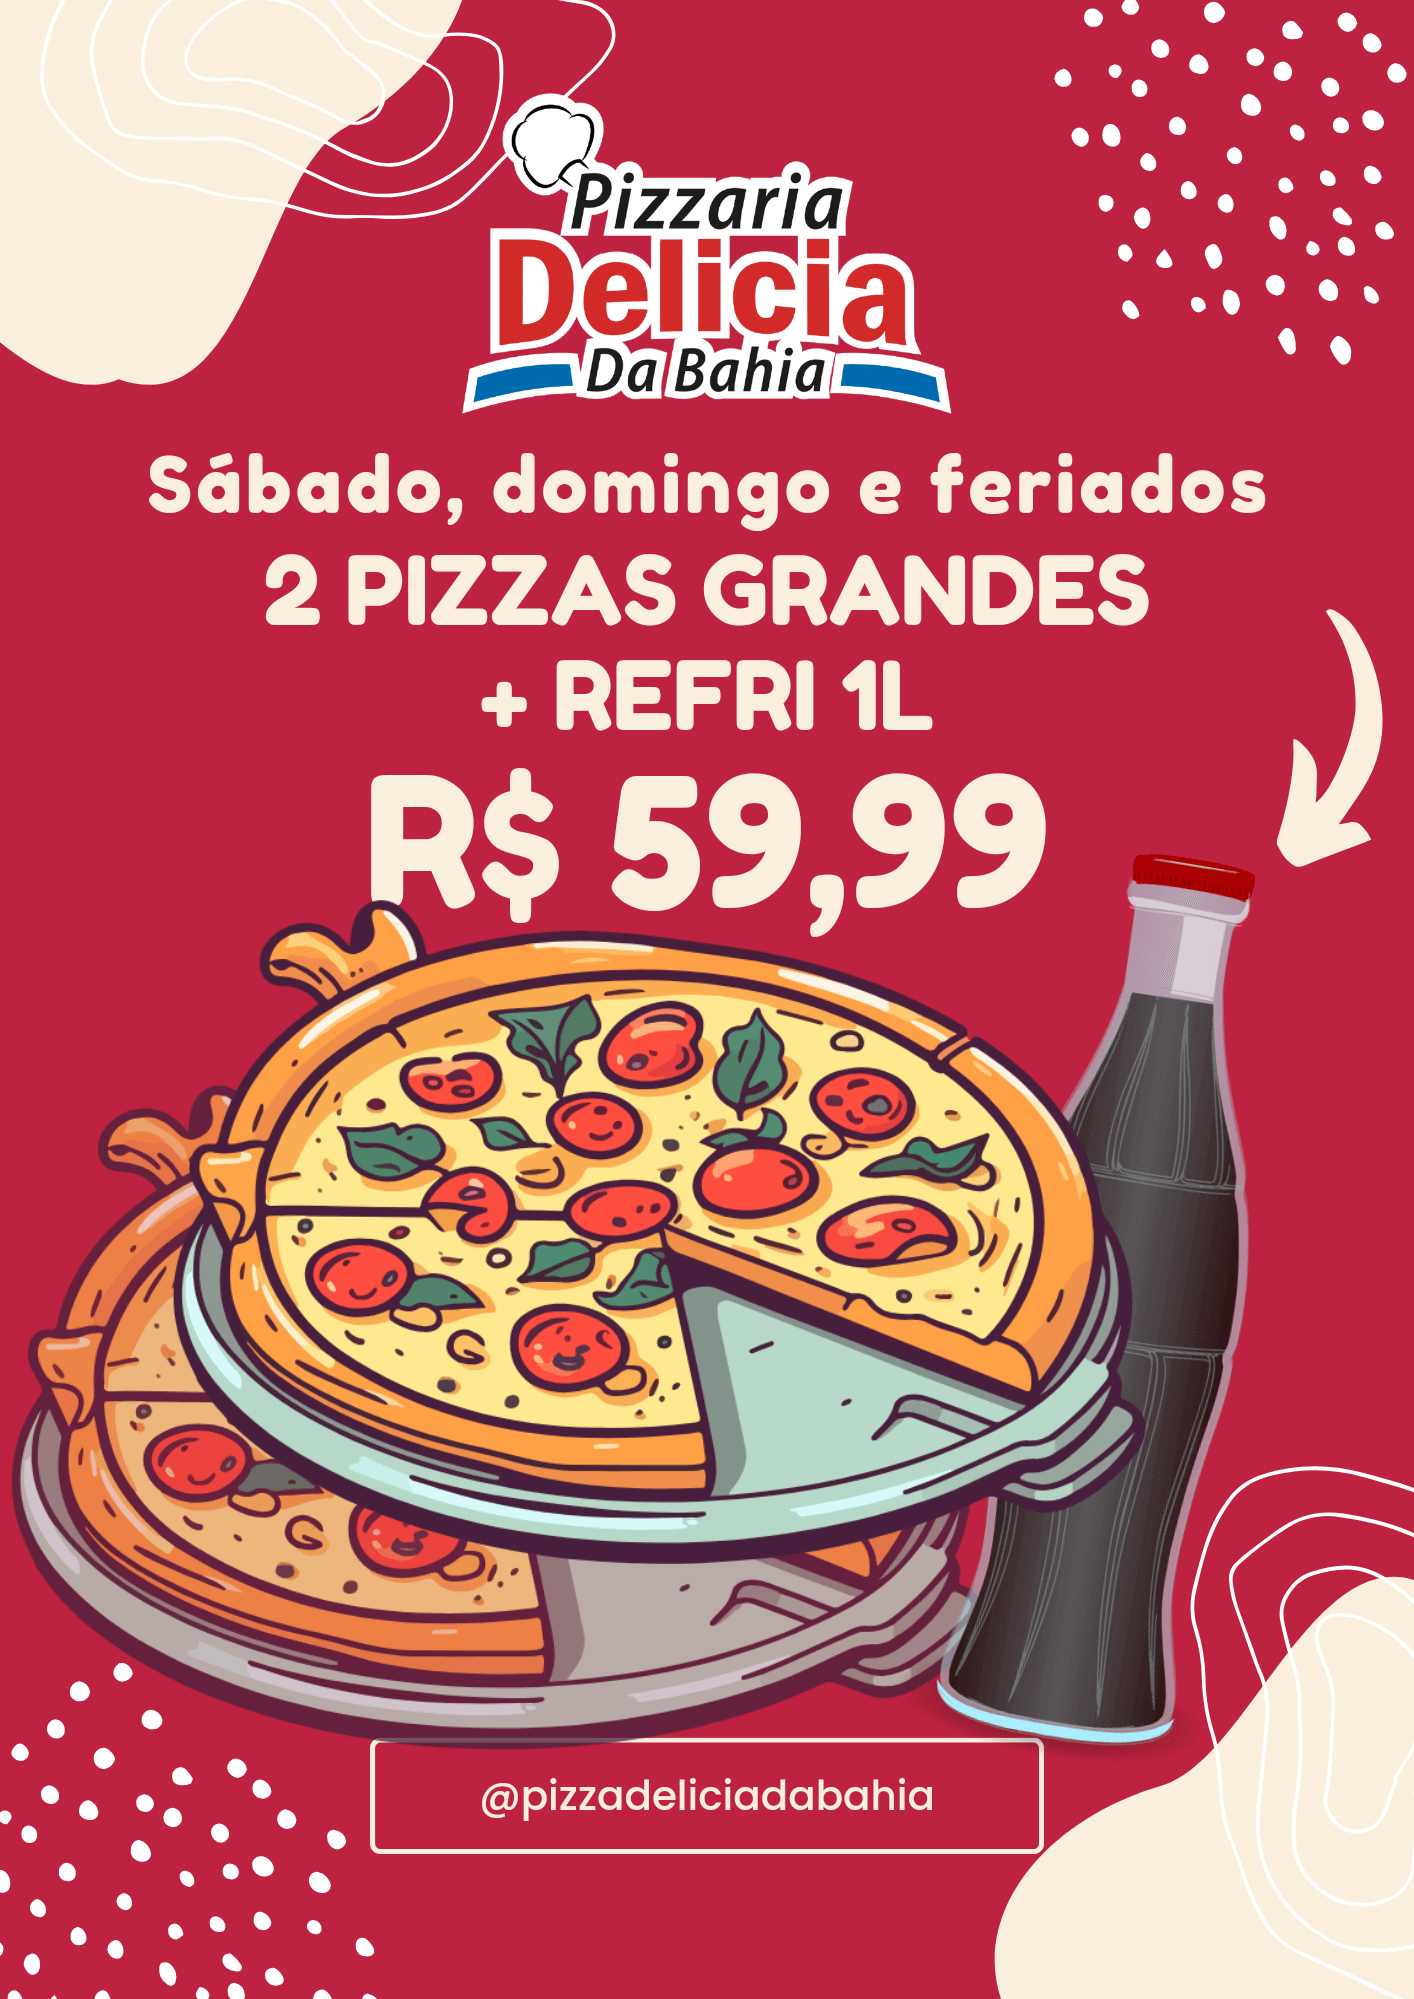 Pizzaria
Delicia
Da Bahia
Sábado, domingo e feriados
2 PIZZAS GRANDES
+ REFRI 1L
R$ 59,99
@pizzadeliciadabahia